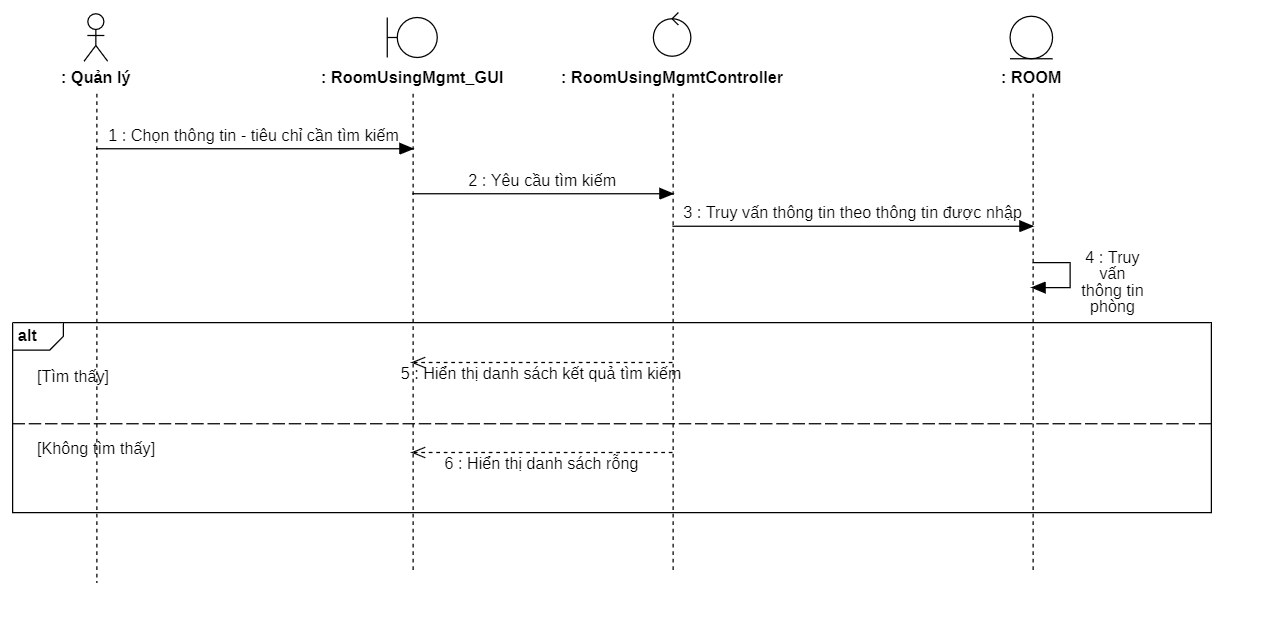 : Quản lý
: RoomUsingMgmt_GUI
: RoomUsingMgmtController
: ROOM
1 : Chọn thông tin - tiêu chỉ cần tìm kiếm
2 : Yêu cầu tìm kiếm
3 : Truy vấn thông tin theo thông tin được nhập
4 : Truy
vấn
thông tin
phòng
alt
[Tìm thấy]
5 : Hiển thị danh sách kết quả tìm kiếm
[Không tìm thấy]
6 : Hiển thị danh sách rỗng